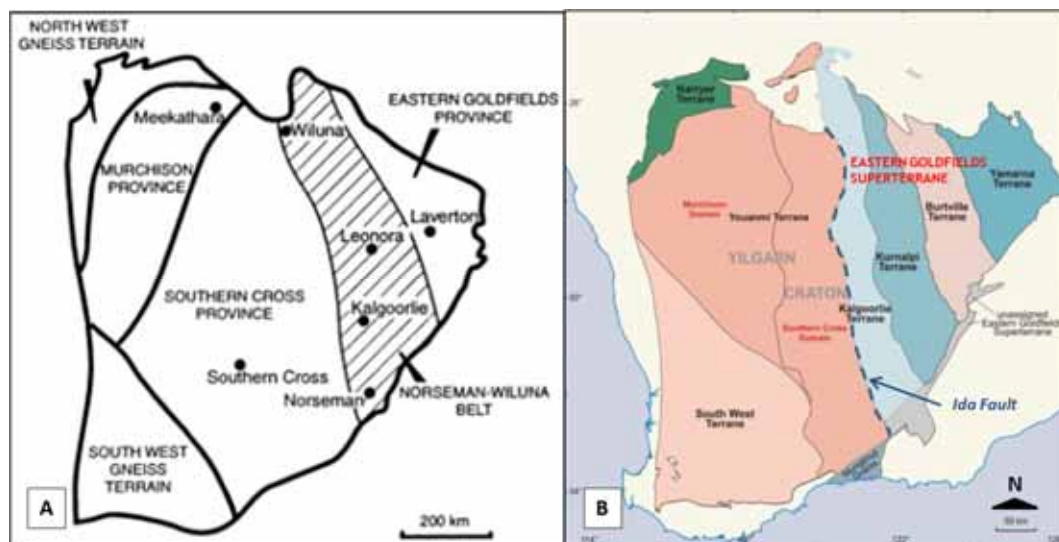 NORTH WEST
GNEISS TERRAIN
Meekathara
MURCHISON
PROVINCE
Wiluna
EASTERN GOLDFIELDS
PROVINCE
Laverton
Leonora
SOUTHERN CROSS
PROVINCE
Kalgoorlie
Southern Cross
Norseman
NORSEMAN-WILUNA
BELT
SOUTH WEST
GNEISS
TERRAIN
A
200 km
Narryer
Terrane
EASTERN GOLDFIELDS
SUPERTERRANE
Yamarna
Terrane
Burtville
Terrane
Murchison
Domain
Youanmi Terrane
Kurnalpi
Terrane
YILGARN
CRATON
Kalgoorlie
Terrane
unassigned
Eastern Goldfields
Superterrane
Southern Cross
Domain
South West
Terrane
Ida Fault
B
N